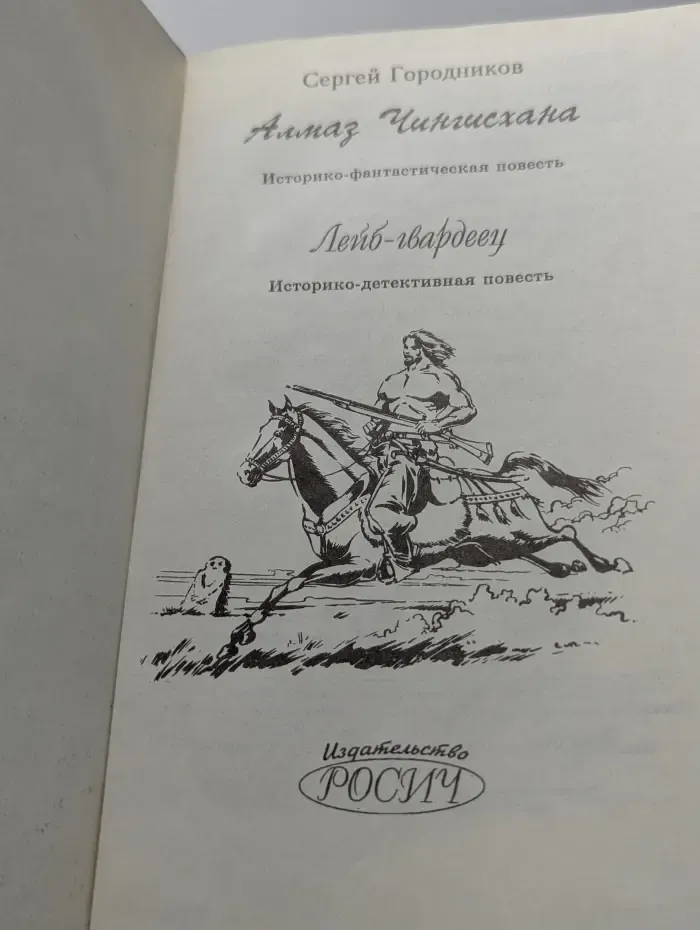 Сергей Городников
Алмаз Чингисхана
Историко-фантастическая повесть
Лейб-гвардеец
Историко-детективная повесть
Издательство
РОСИЧ